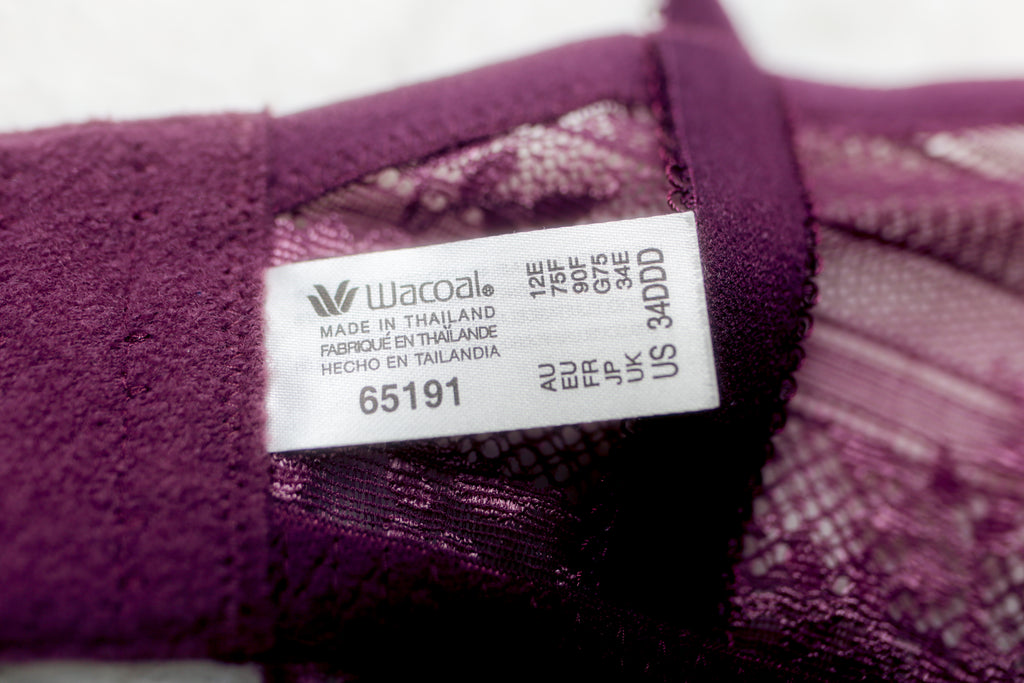 Wacoal®
MADE IN THAILAND
FABRIQUÉ EN THAÏLANDE
HECHO EN TAILANDIA
65191
AU 12E
EU 75F
FR 90F
JP G75
UK 34E
US 34DDD